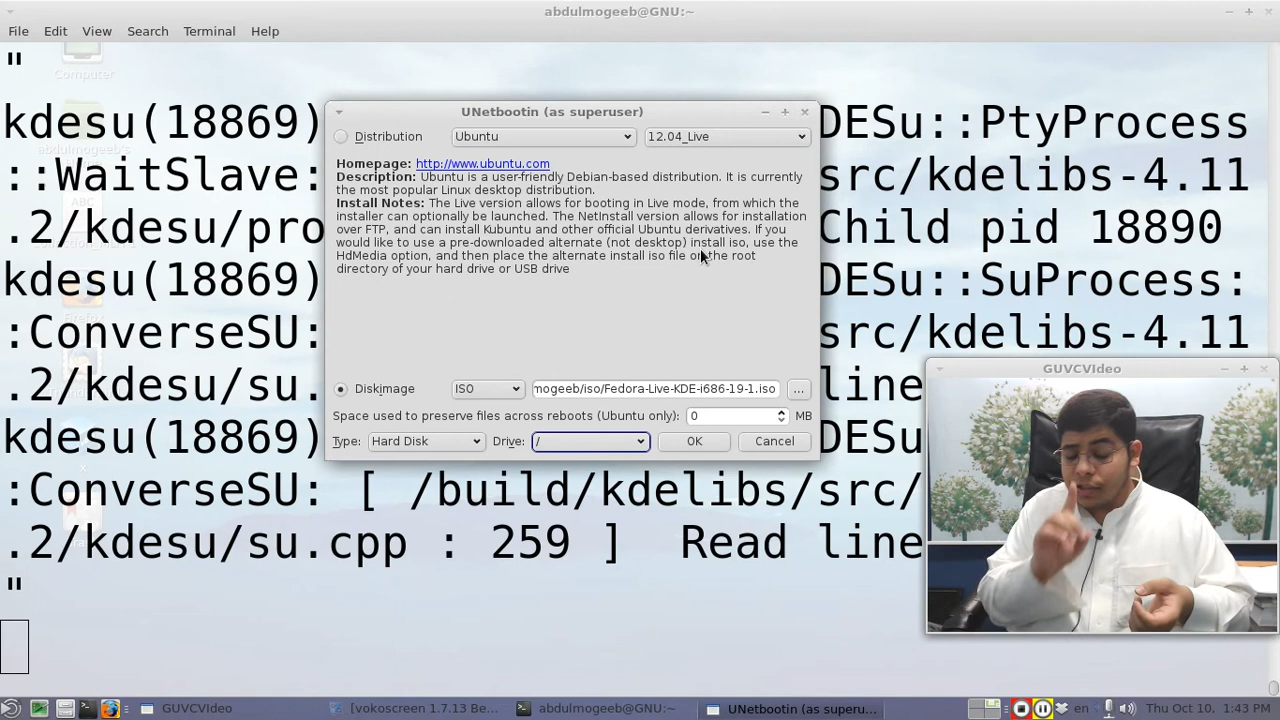 abdulmogeeb@GNU:~
File Edit View Search Terminal Help
"
Computer
kdesu(18869)
DESu::PtyProcess
abdulmogeeb's
::WaitSlave:
src/kdelibs-4.11
.2/kdesu/pro
Child pid 18890
kdesu(18869)
DESu::SuProcess:
Firefox
:ConverseSU:
src/kdelibs-4.11
.2/kdesu/su.
line
kdesu(18869)
DESu
:ConverseSU: [ /build/kdelibs/src/
.2/kdesu/su.cpp : 259 ]  Read line
"
UNetbootin (as superuser)
Distribution Ubuntu 12.04_Live
Homepage: http://www.ubuntu.com
Description: Ubuntu is a user-friendly Debian-based distribution. It is currently
the most popular Linux desktop distribution.
Install Notes: The Live version allows for booting in Live mode, from which the
installer can optionally be launched. The NetInstall version allows for installation
over FTP, and can install Kubuntu and other official Ubuntu derivatives. If you
would like to use a pre-downloaded alternate (not desktop) install iso, use the
HdMedia option, and then place the alternate install iso file on the root
directory of your hard drive or USB drive
Diskimage ISO mogeeb/iso/Fedora-Live-KDE-i686-19-1.iso ...
Space used to preserve files across reboots (Ubuntu only): 0 MB
Type: Hard Disk Drive: / OK Cancel
GUVCVideo
GUVCVIdeo [vokoscreen 1.7.13 Be... abdulmogeeb@GNU:~ UNetbootin (as superu... en Thu Oct 10, 1:43 PM